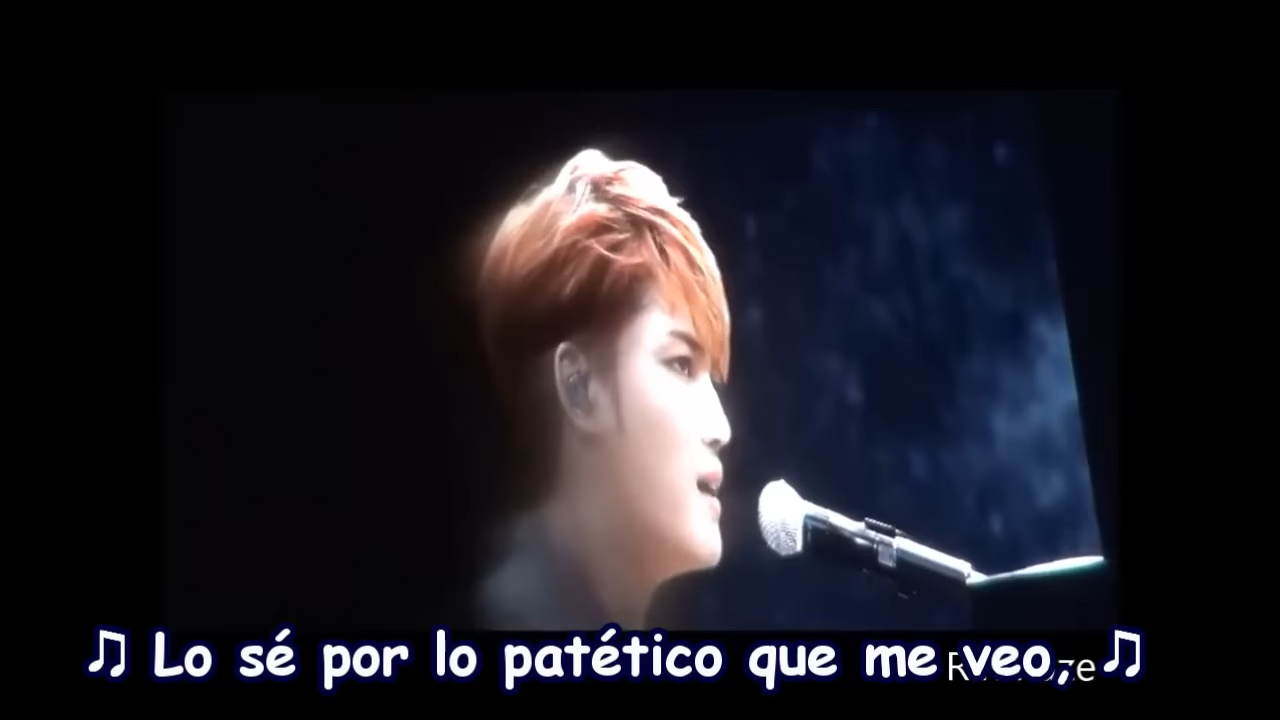 ♫ Lo sé por lo patético que me veo, ♫